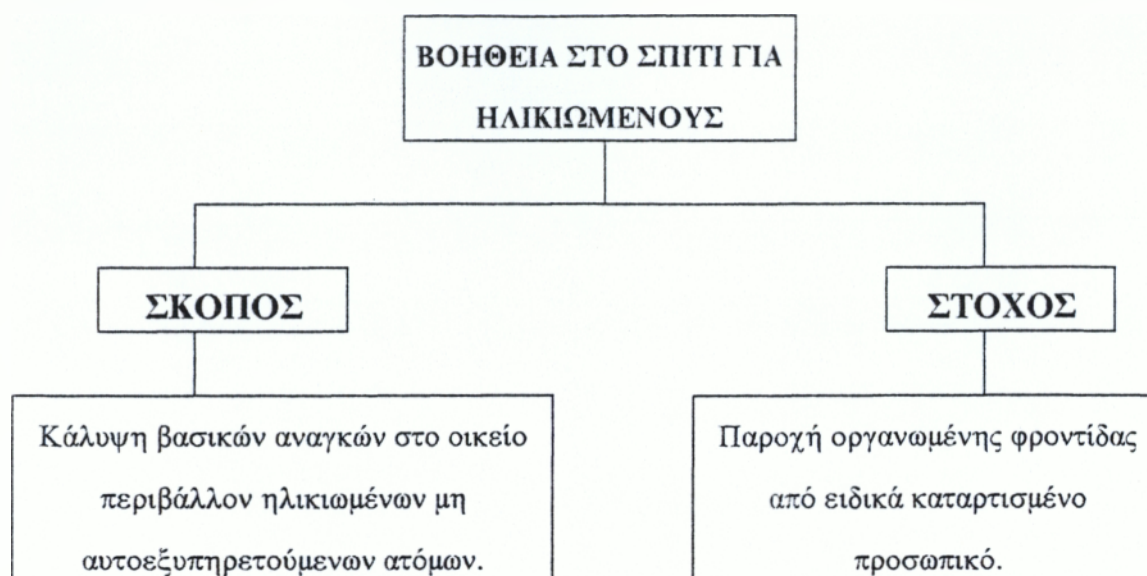 ΒΟΗΘΕΙΑ ΣΤΟ ΣΠΙΤΙ ΓΙΑ
ΗΛΙΚΙΩΜΕΝΟΥΣ
ΣΚΟΠΟΣ
ΣΤΟΧΟΣ
Κάλυψη βασικών αναγκών στο οικείο
περιβάλλον ηλικιωμένων μη
αυτοεξυπηρετούμενων ατόμων.
Παροχή οργανωμένης φροντίδας
από ειδικά καταρτισμένο
προσωπικό.